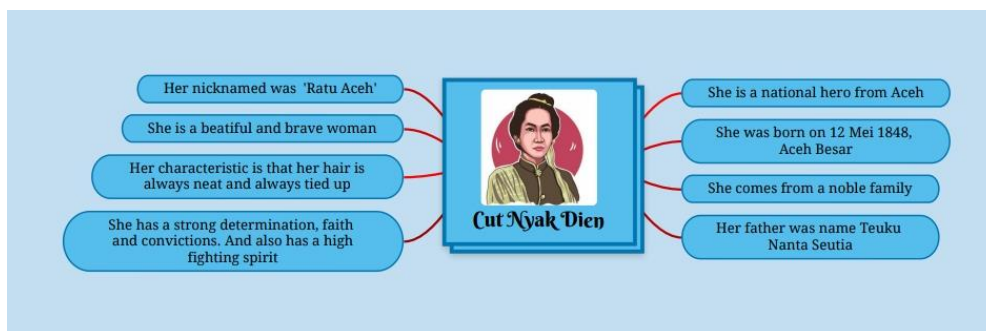 Her nicknamed was 'Ratu Aceh'
She is a beatiful and brave woman
Her characteristic is that her hair is
always neat and always tied up
She has a strong determination, faith
and convictions. And also has a high
fighting spirit
Cut Nyak Dien
She is a national hero from Aceh
She was born on 12 Mei 1848,
Aceh Besar
She comes from a noble family
Her father was name Teuku
Nanta Seutia